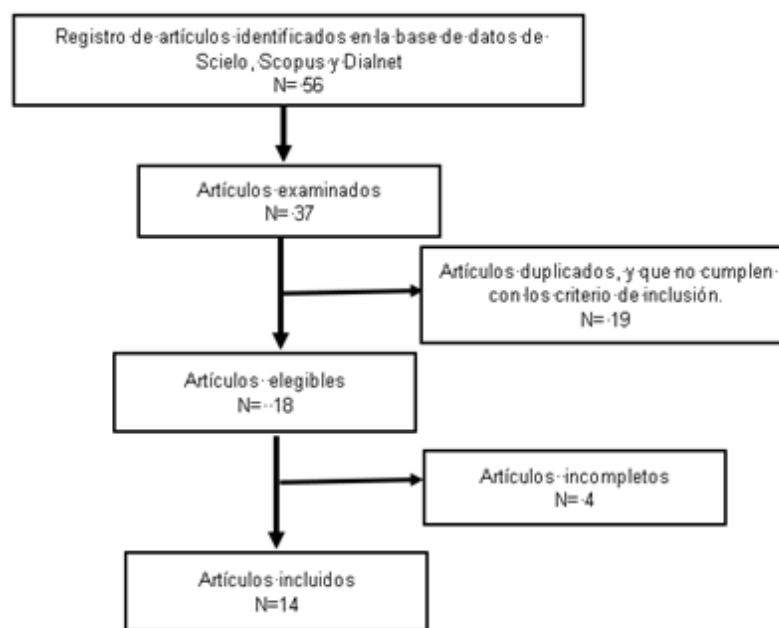 Registro·de·artículos·identificados·en·la·base·de·datos·de·
Scielo,·Scopus·y·Dialnet
N=·56
Artículos·examinados
N=·37
Artículos·duplicados,·y·que·no·cumplen·
con·los·criterio·de·inclusión.
N=·19
Artículos··elegibles
N=··18
Artículos··incompletos
N=·4
Artículos·incluidos
N=14